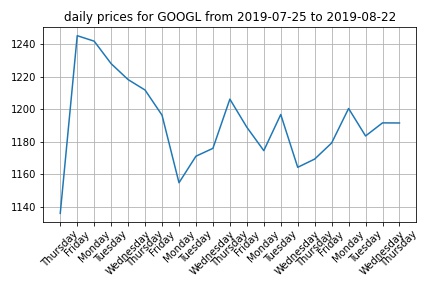 daily prices for GOOGL from 2019-07-25 to 2019-08-22
1240
1220
1200
1180
1160
1140
Thursday
Friday
Monday
Tuesday
Wednesday
Thursday
Friday
Monday
Tuesday
Wednesday
Thursday
Friday
Monday
Tuesday
Wednesday
Thursday
Friday
Monday
Tuesday
Wednesday
Thursday